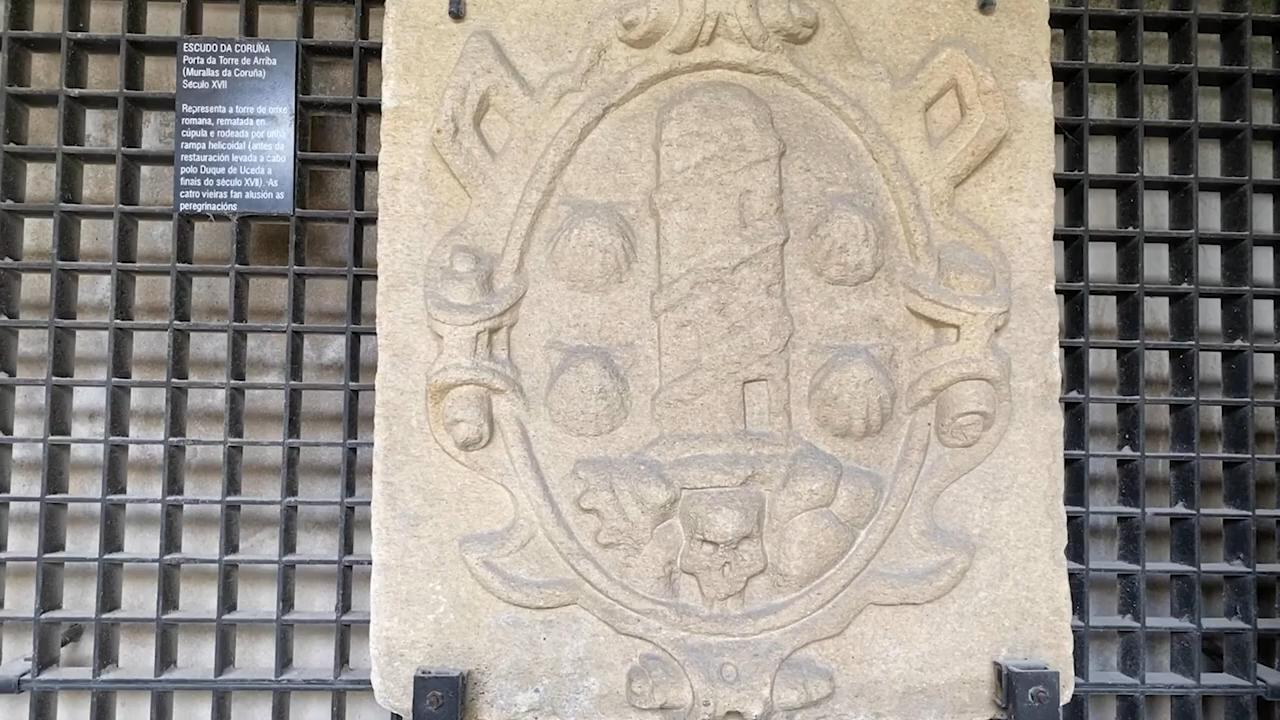 ESCUDO DA CORUÑA
Porta da Torre de Arriba
(Murallas da Coruña)
Século XVII
Representa a torre de orixe
romana, rematada en
cúpula e rodeada por unha
rampa helicoidal (antes da
restauración levada a cabo
polo Duque de Uceda a
finais do século XVII). As
catro vieiras fan alusión as
peregrinacións